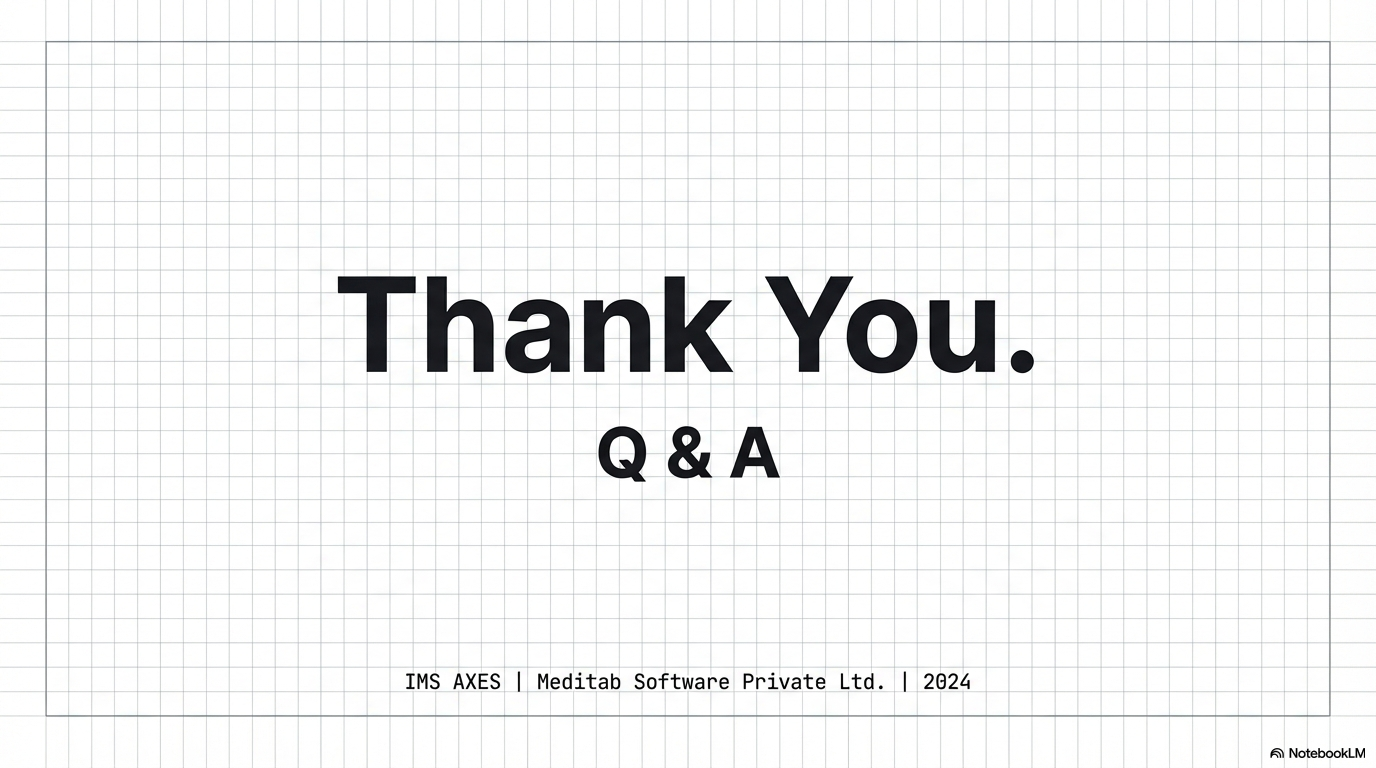 Thank You.
Q & A
IMS AXES | Meditab Software Private Ltd. | 2024
NotebookLM